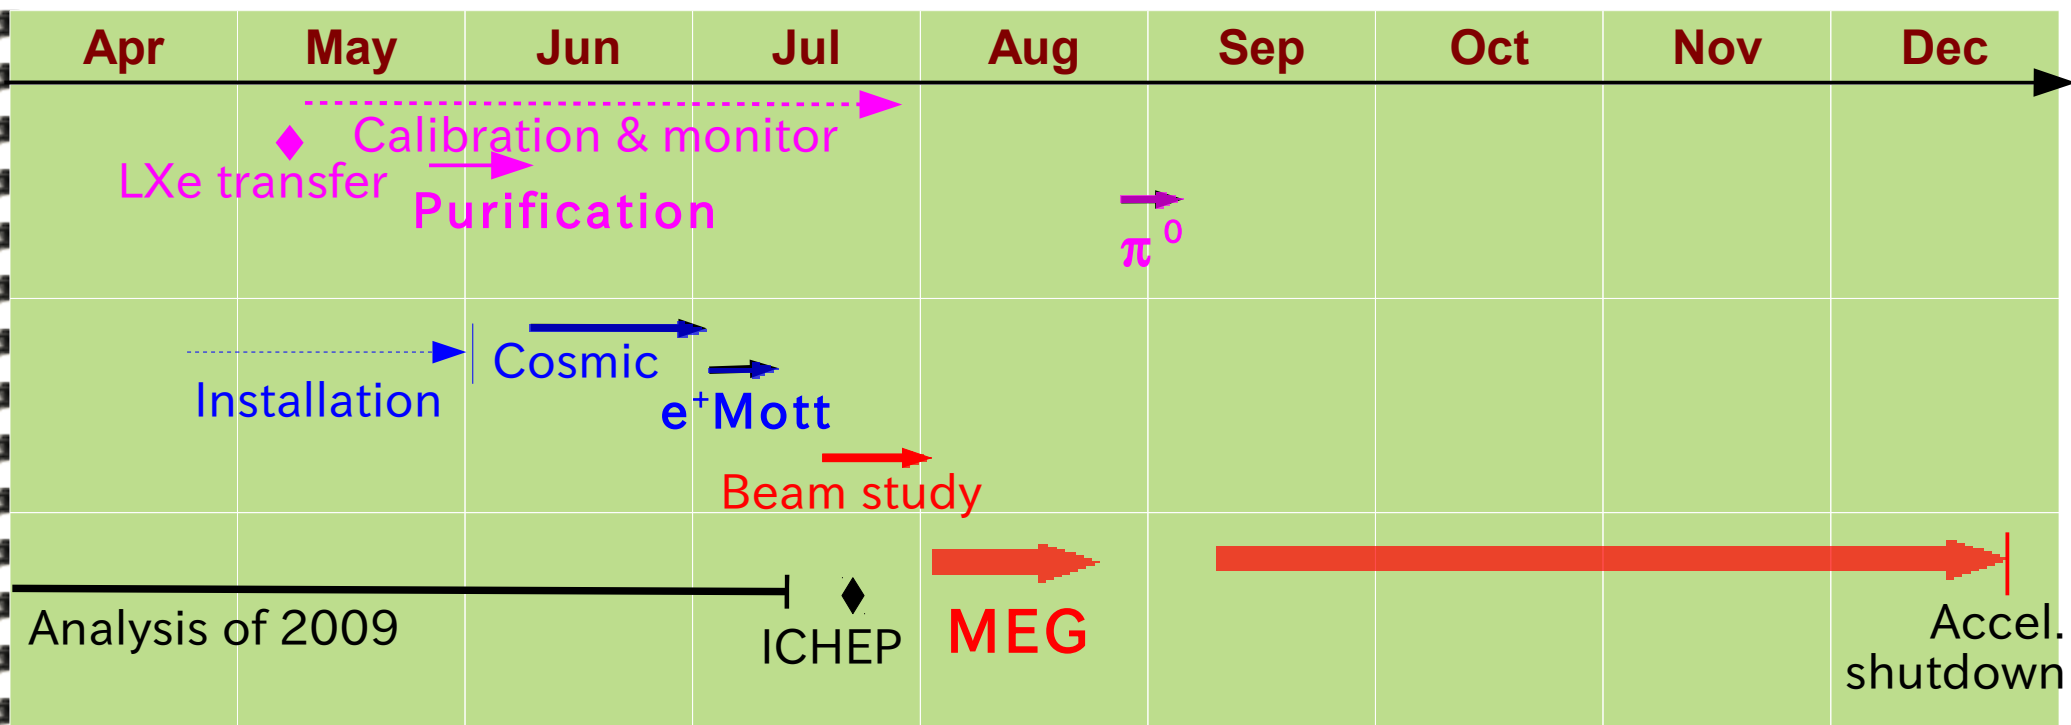 Apr May Jun Jul Aug Sep Oct Nov Dec
Calibration & monitor
LXe transfer
Purification
π⁰
Cosmic
Installation
e⁺Mott
Beam study
Analysis of 2009
ICHEP
MEG
Accel.
shutdown